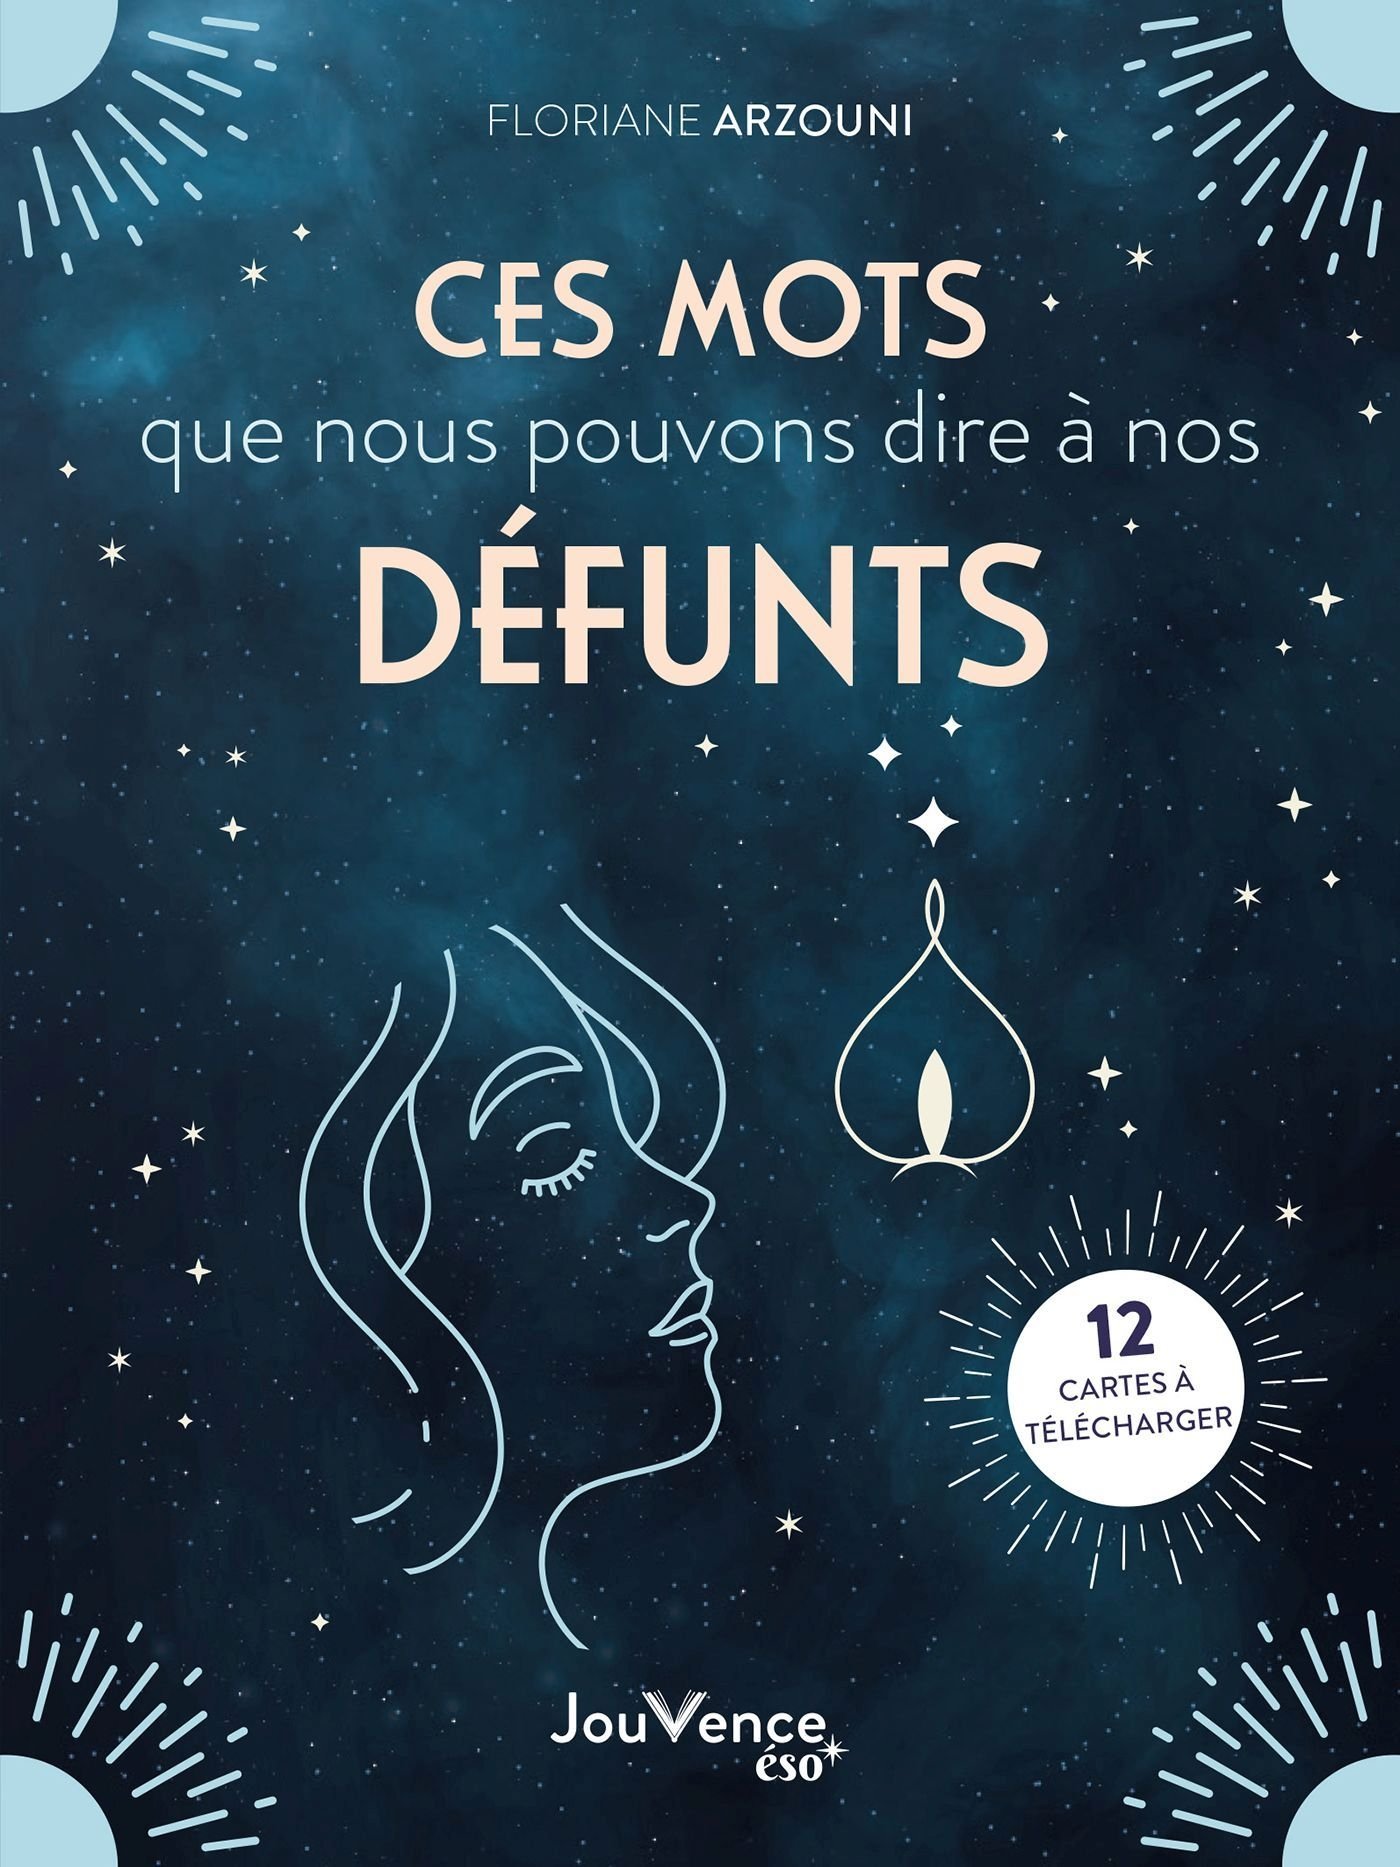 FLORIANE ARZOUNI
CES MOTS
que nous pouvons dire à nos
DÉFUNTS
12
CARTES À
TÉLÉCHARGER
JouVence
éso